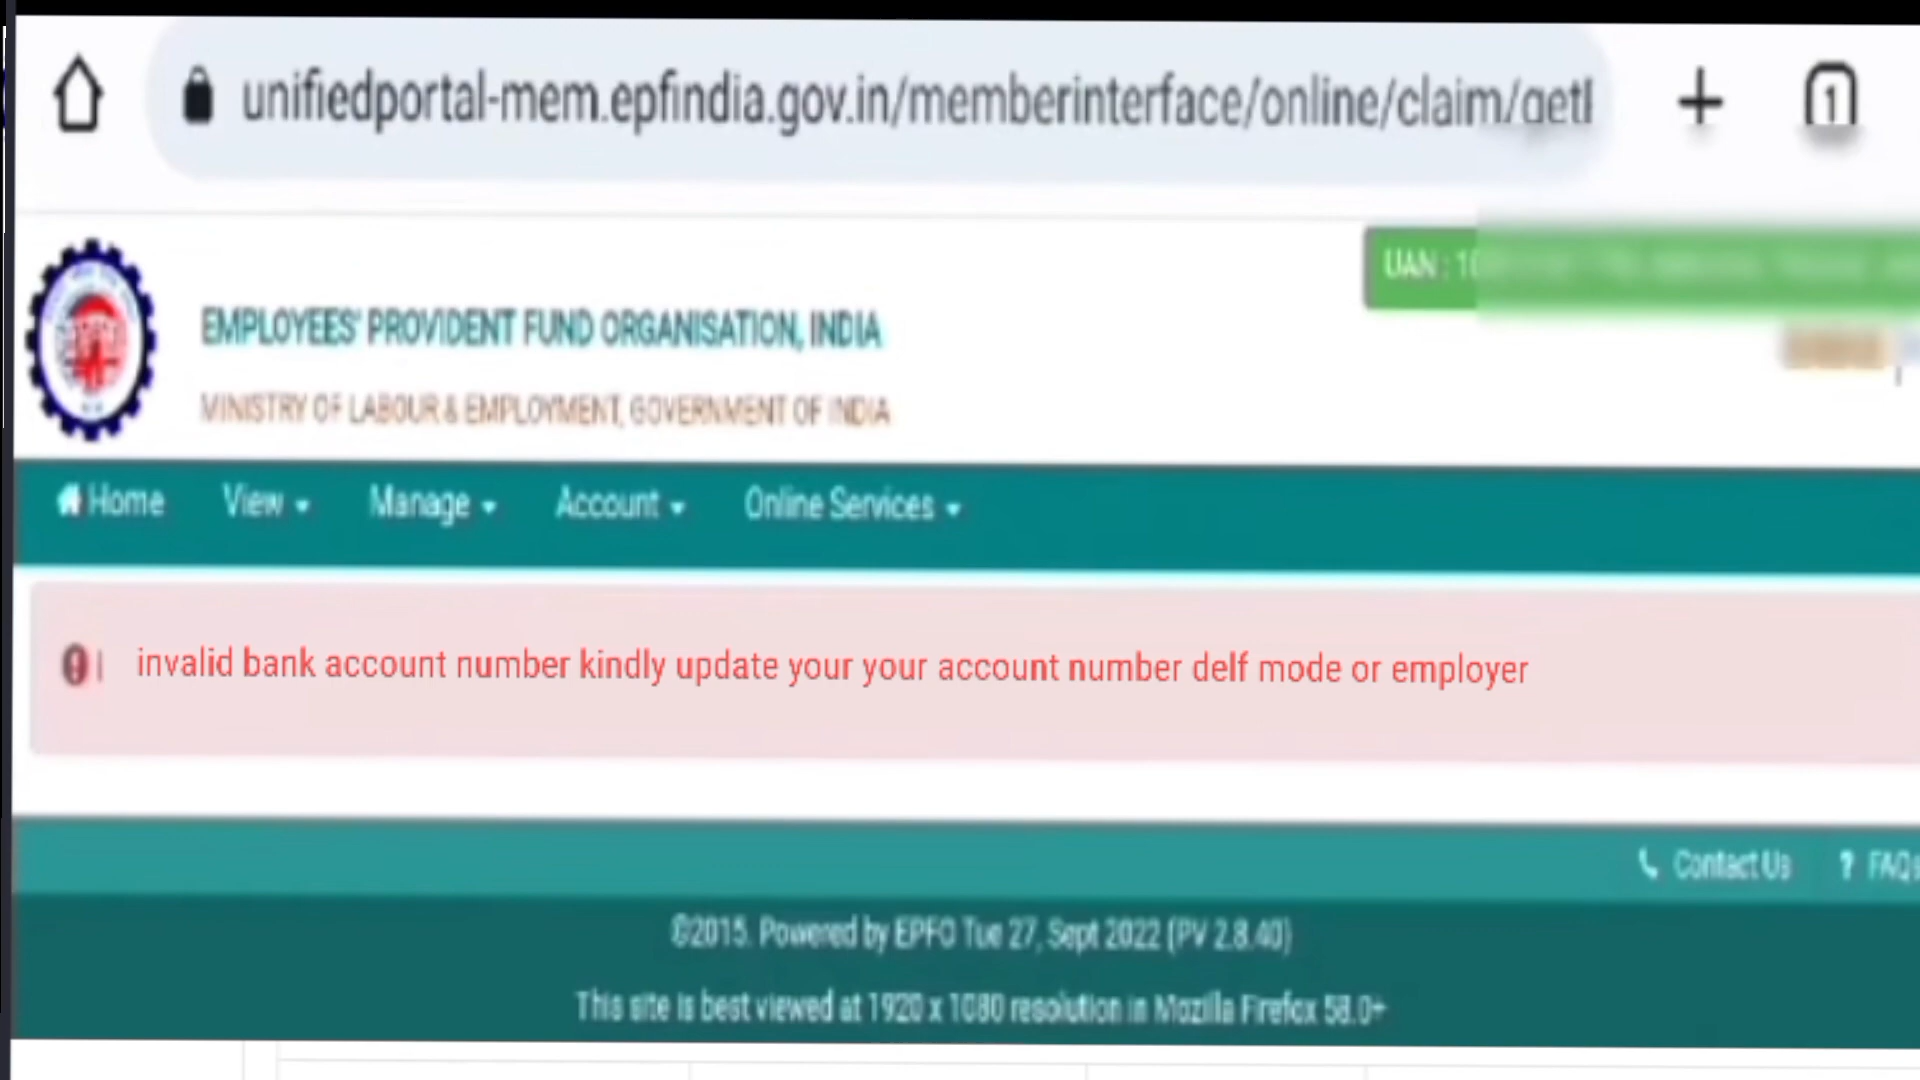 unifiedportal-mem.epfindia.gov.in/memberinterface/online/claim/getl
1
UAN : 10
EMPLOYEES' PROVIDENT FUND ORGANISATION, INDIA
MINISTRY OF LABOUR & EMPLOYMENT, GOVERNMENT OF INDIA
Home View Manage Account Online Services
invalid bank account number kindly update your your account number delf mode or employer
Contact Us ? FAQs
©2015. Powered by EPFO Tue 27, Sept 2022 (PV 2.8.40)
This site is best viewed at 1920 x 1080 resolution in Mozilla Firefox 58.0+